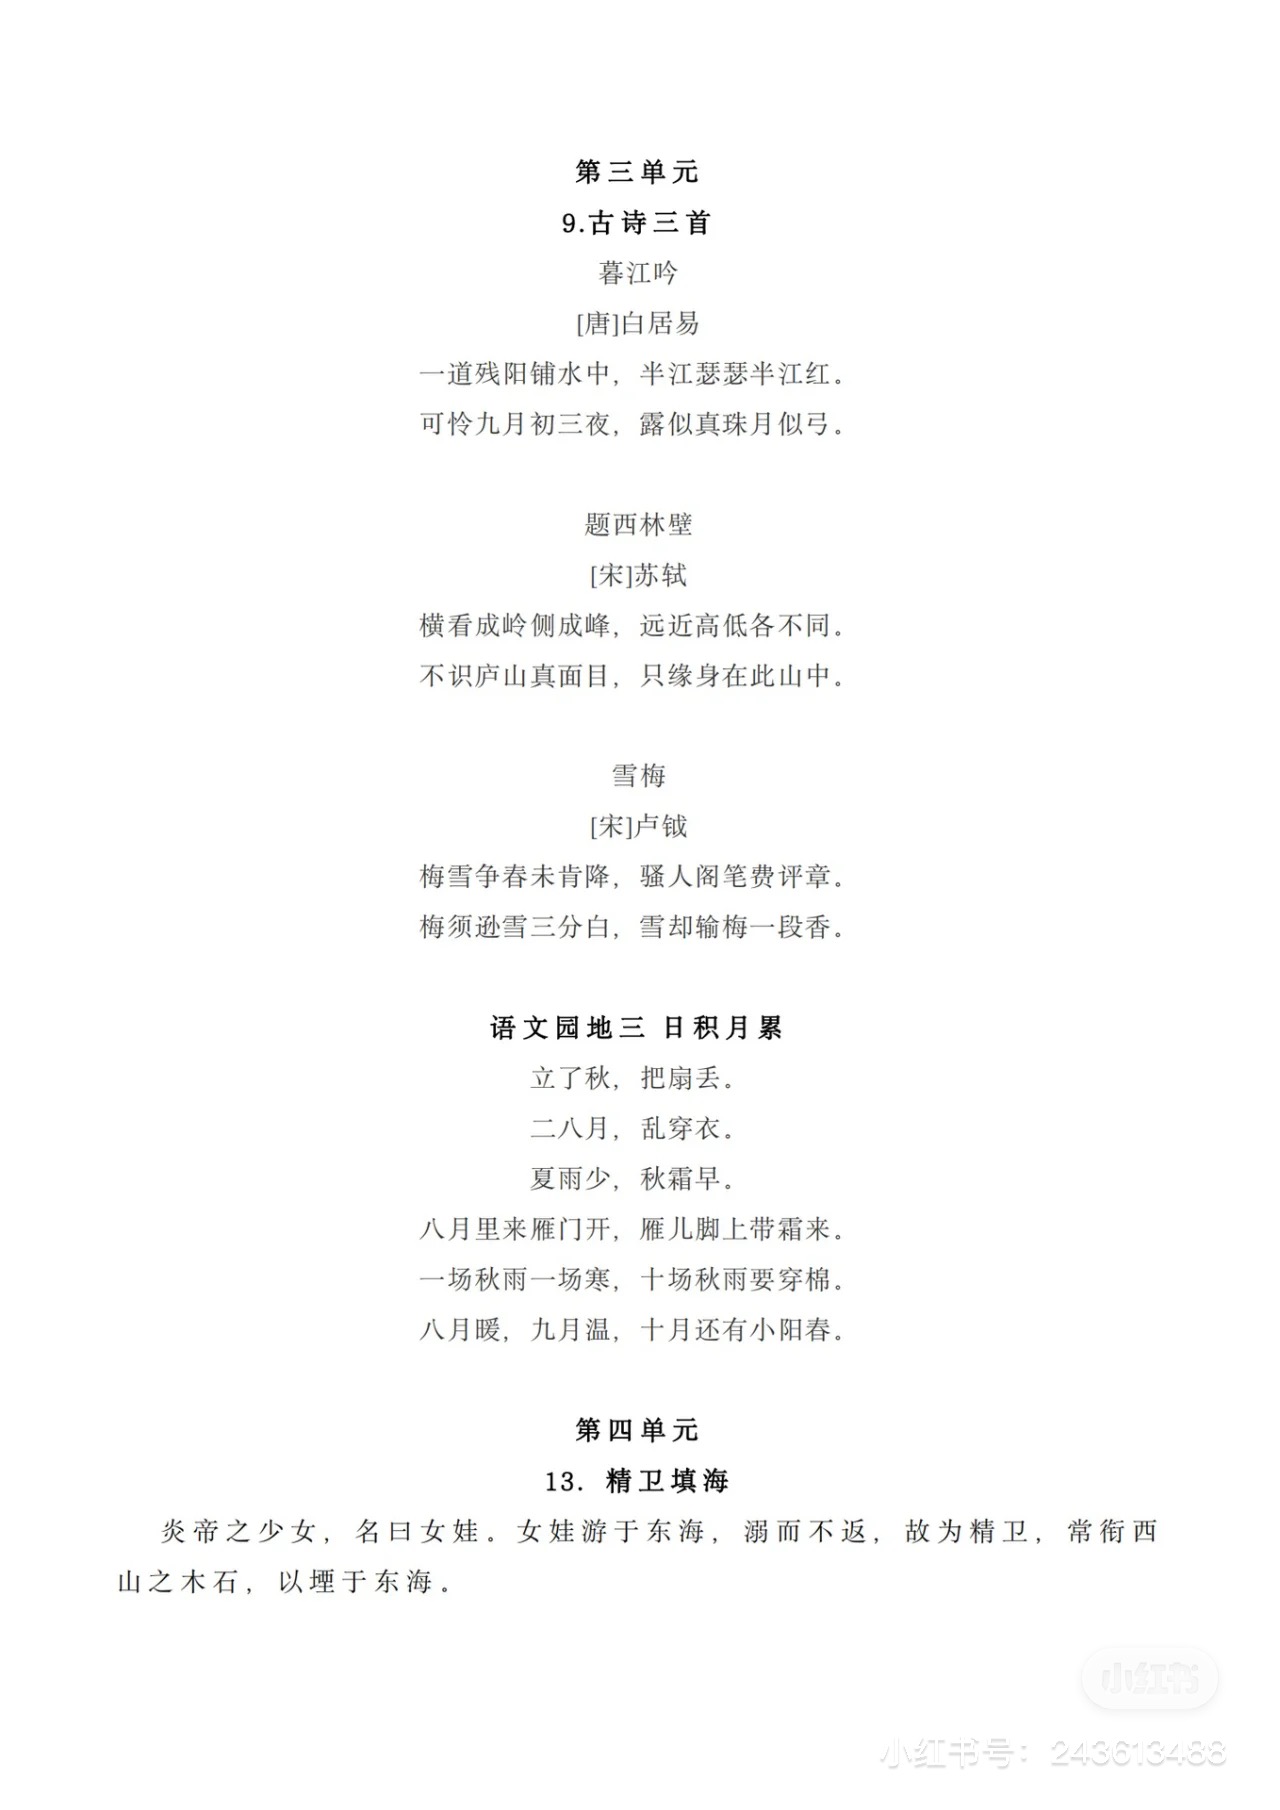 第三单元
9.古诗三首
暮江吟
[唐]白居易
一道残阳铺水中，半江瑟瑟半江红。
可怜九月初三夜，露似真珠月似弓。
题西林壁
[宋]苏轼
横看成岭侧成峰，远近高低各不同。
不识庐山真面目，只缘身在此山中。
雪梅
[宋]卢钺
梅雪争春未肯降，骚人阁笔费评章。
梅须逊雪三分白，雪却输梅一段香。
语文园地三 日积月累
立了秋，把扇丢。
二八月，乱穿衣。
夏雨少，秋霜早。
八月里来雁门开，雁儿脚上带霜来。
一场秋雨一场寒，十场秋雨要穿棉。
八月暖，九月温，十月还有小阳春。
第四单元
13. 精卫填海
炎帝之少女，名曰女娃。女娃游于东海，溺而不返，故为精卫，常衔西
山之木石，以堙于东海。
小红书
小红书号：243613488